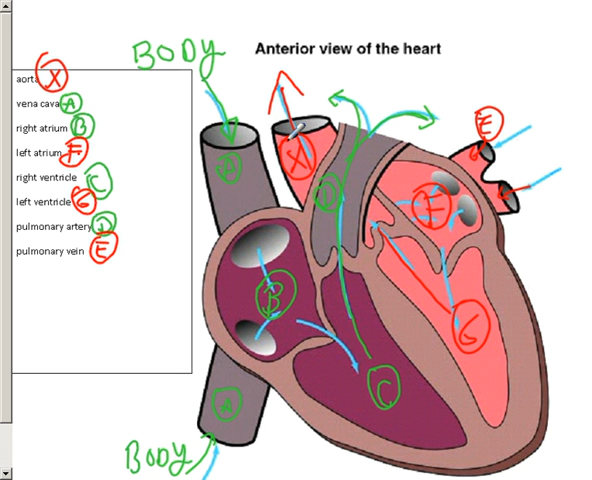 BODY
Anterior view of the heart
aorta X
vena cava A
right atrium B
left atrium F
right ventricle C
left ventricle G
pulmonary artery D
pulmonary vein E
E
A
X
D
F
B
G
C
A
BODY